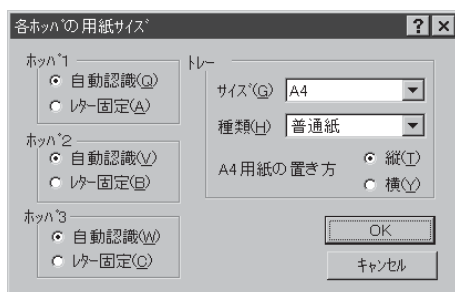 各ホッパの用紙サイズ
ホッパ1
自動認識(Q)
レター固定(A)
ホッパ2
自動認識(V)
レター固定(B)
ホッパ3
自動認識(W)
レター固定(C)
トレー
サイズ(G) A4
種類(H) 普通紙
A4用紙の置き方
縦(T)
横(Y)
OK
キャンセル